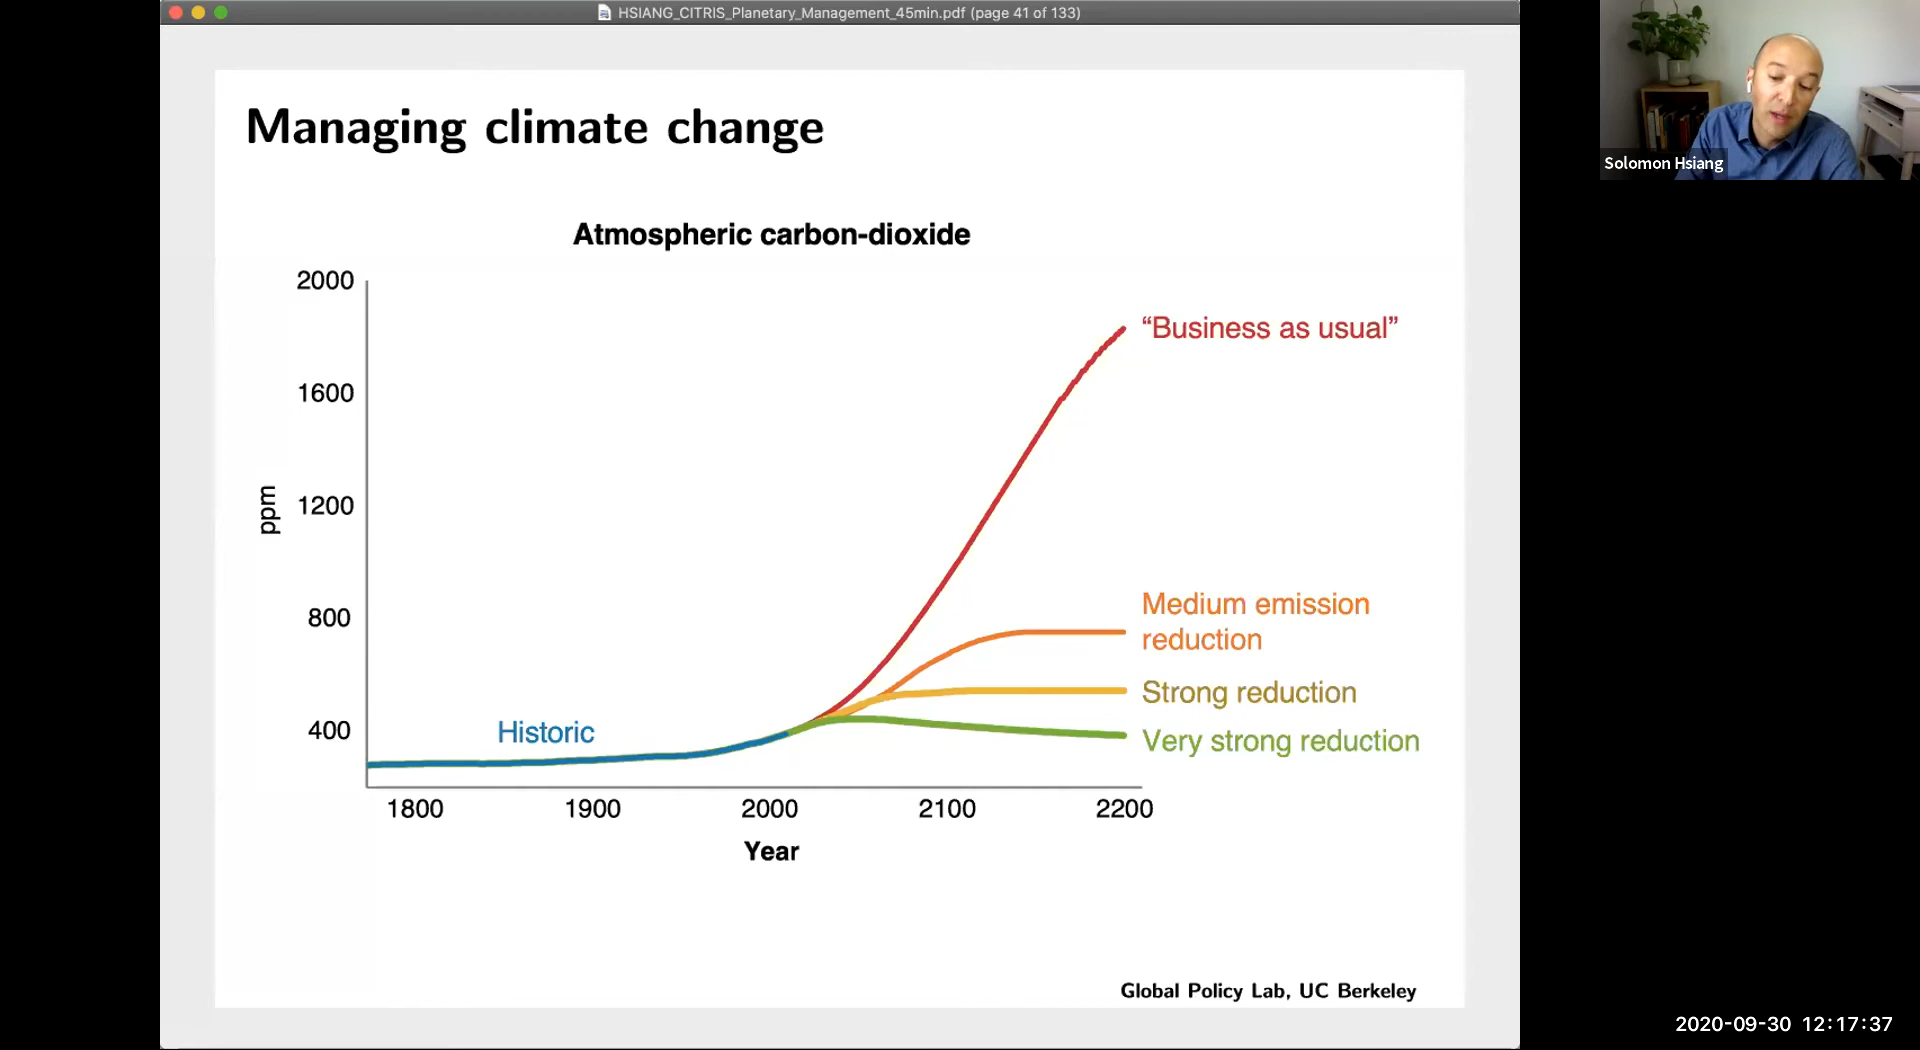 HSIANG_CITRIS_Planetary_Management_45min.pdf (page 41 of 133)
Solomon Hsiang
Managing climate change
Atmospheric carbon-dioxide
2000
1600
1200
800
400
ppm
“Business as usual”
Medium emission
reduction
Strong reduction
Very strong reduction
Historic
1800 1900 2000 2100 2200
Year
Global Policy Lab, UC Berkeley
2020-09-30 12:17:37